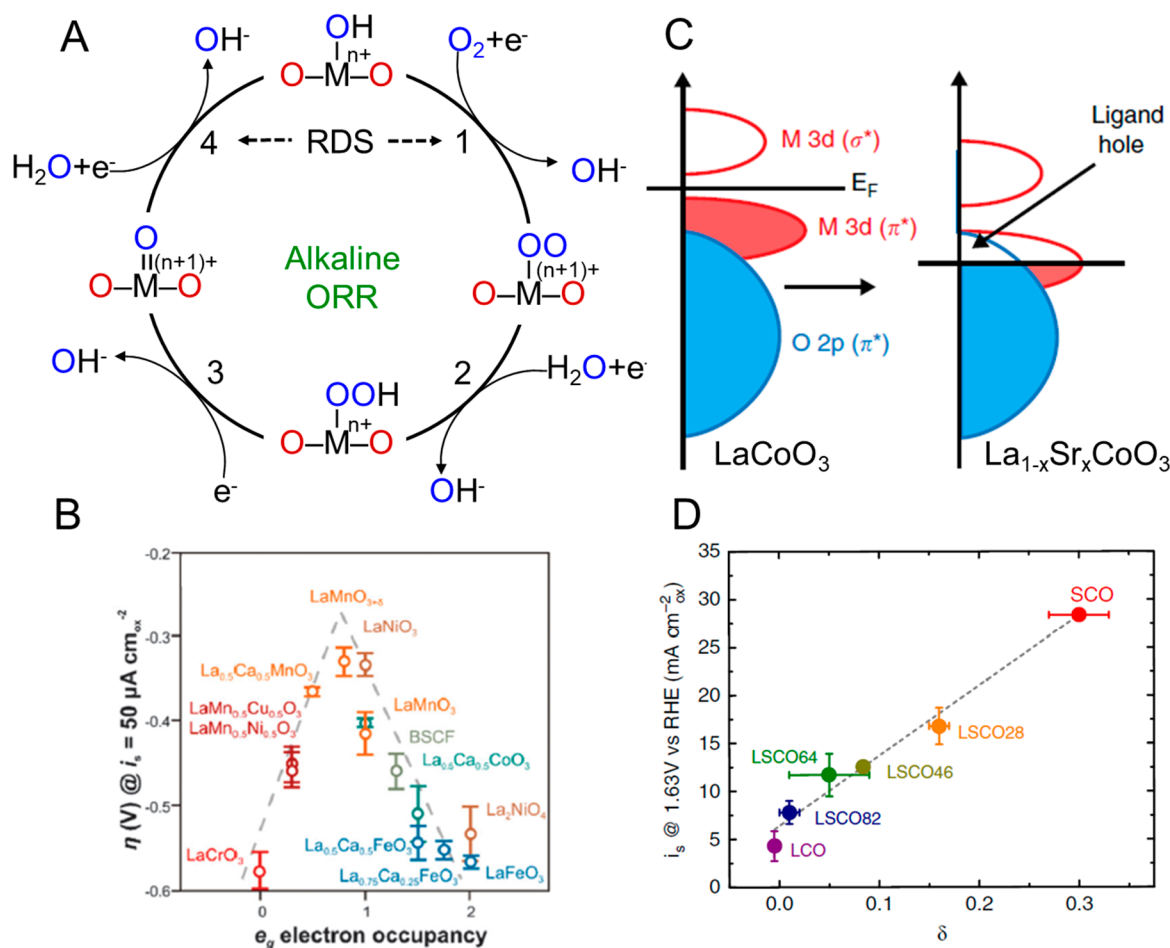 A
OH⁻
OH
O–M–O
n+
O₂+e⁻
4
RDS
1
H₂O+e⁻
OH⁻
O
O=M–O
(n+1)+
Alkaline
ORR
OO
O–M–O
(n+1)+
OH⁻
3
2
H₂O+e⁻
OOH
O–M–O
n+
e⁻
OH⁻
C
M 3d (σ*)
E_F
M 3d (π*)
O 2p (π*)
LaCoO₃
Ligand
hole
La₁₋ₓSrₓCoO₃
B
η (V) @ iₛ = 50 µA cm_ox⁻²
-0.2
-0.3
-0.4
-0.5
-0.6
LaMnO₃₊δ
LaNiO₃
La₀.₅Ca₀.₅MnO₃
LaMn₀.₅Cu₀.₅O₃
LaMn₀.₅Ni₀.₅O₃
LaMnO₃
BSCF
La₀.₅Ca₀.₅CoO₃
La₂NiO₄
La₀.₅Ca₀.₅FeO₃
LaCrO₃
La₀.₇₅Ca₀.₂₅FeO₃
LaFeO₃
0
1
2
e_g electron occupancy
D
iₛ @ 1.63V vs RHE (mA cm⁻²_ox)
35
30
25
20
15
10
5
0
SCO
LSCO28
LSCO64
LSCO46
LSCO82
LCO
0.0
0.1
0.2
0.3
δ